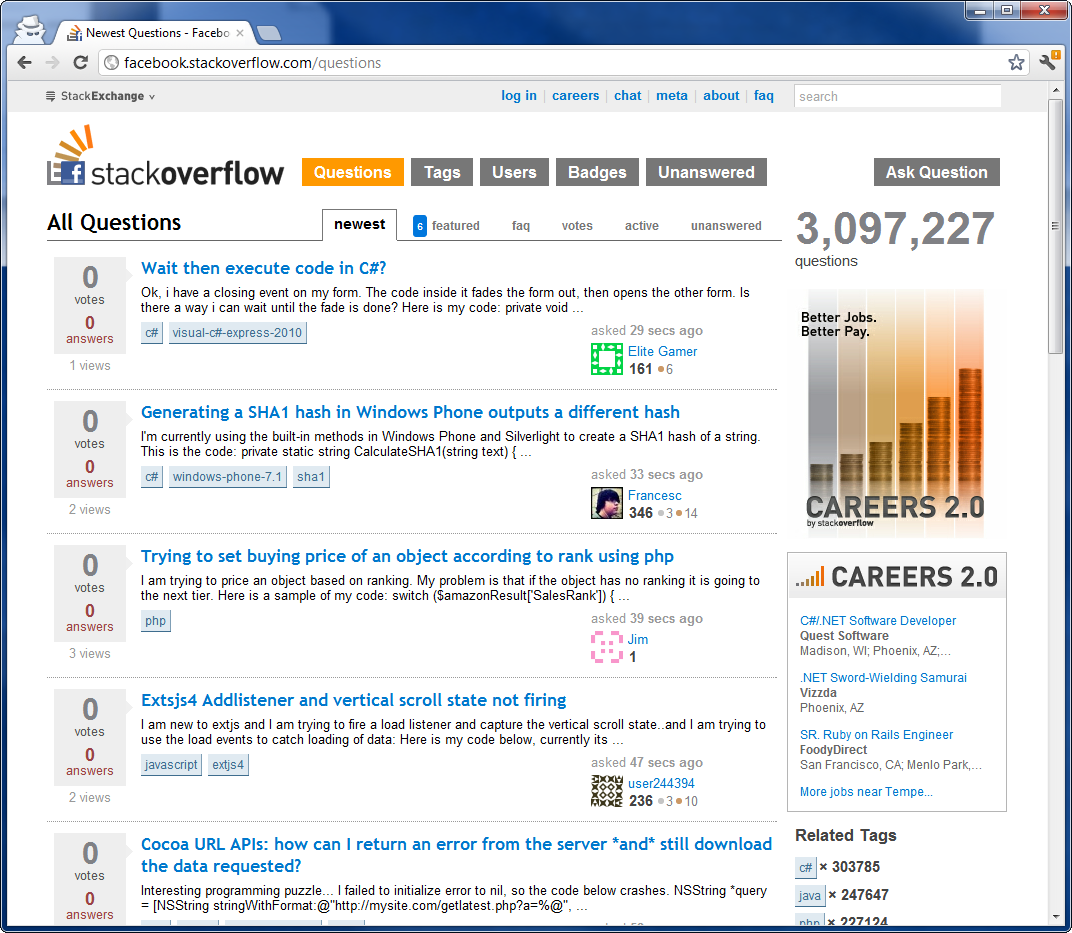 Newest Questions - Facebo
facebook.stackoverflow.com/questions
StackExchange
log in | careers | chat | meta | about | faq
search
stackoverflow
Questions
Tags
Users
Badges
Unanswered
Ask Question
All Questions
newest
6 featured
faq
votes
active
unanswered
3,097,227
questions
0
votes
0
answers
1 views
Wait then execute code in C#?
Ok, i have a closing event on my form. The code inside it fades the form out, then opens the other form. Is
there a way i can wait until the fade is done? Here is my code: private void ...
c# visual-c#-express-2010
asked 29 secs ago
Elite Gamer
161 ●6
0
votes
0
answers
2 views
Generating a SHA1 hash in Windows Phone outputs a different hash
I'm currently using the built-in methods in Windows Phone and Silverlight to create a SHA1 hash of a string.
This is the code: private static string CalculateSHA1(string text) { ...
c# windows-phone-7.1 sha1
asked 33 secs ago
Francesc
346 ●3 ●14
0
votes
0
answers
3 views
Trying to set buying price of an object according to rank using php
I am trying to price an object based on ranking. My problem is that if the object has no ranking it is going to
the next tier. Here is a sample of my code: switch ($amazonResult['SalesRank']) { ...
php
asked 39 secs ago
Jim
1
0
votes
0
answers
2 views
Extsjs4 Addlistener and vertical scroll state not firing
I am new to extjs and I am trying to fire a load listener and capture the vertical scroll state..and I am trying to
use the load events to catch loading of data: Here is my code below, currently its ...
javascript extjs4
asked 47 secs ago
user244394
236 ●3 ●10
0
votes
0
answers
Cocoa URL APIs: how can I return an error from the server *and* still download
the data requested?
Interesting programming puzzle... I failed to initialize error to nil, so the code below crashes. NSString *query
= [NSString stringWithFormat:@"http://mysite.com/getlatest.php?a=%@", ...
Better Jobs.
Better Pay.
CAREERS 2.0
by stackoverflow
CAREERS 2.0
C#/.NET Software Developer
Quest Software
Madison, WI; Phoenix, AZ;...
.NET Sword-Wielding Samurai
Vizzda
Phoenix, AZ
SR. Ruby on Rails Engineer
FoodyDirect
San Francisco, CA; Menlo Park,...
More jobs near Tempe...
Related Tags
c# × 303785
java × 247647
php × 227124